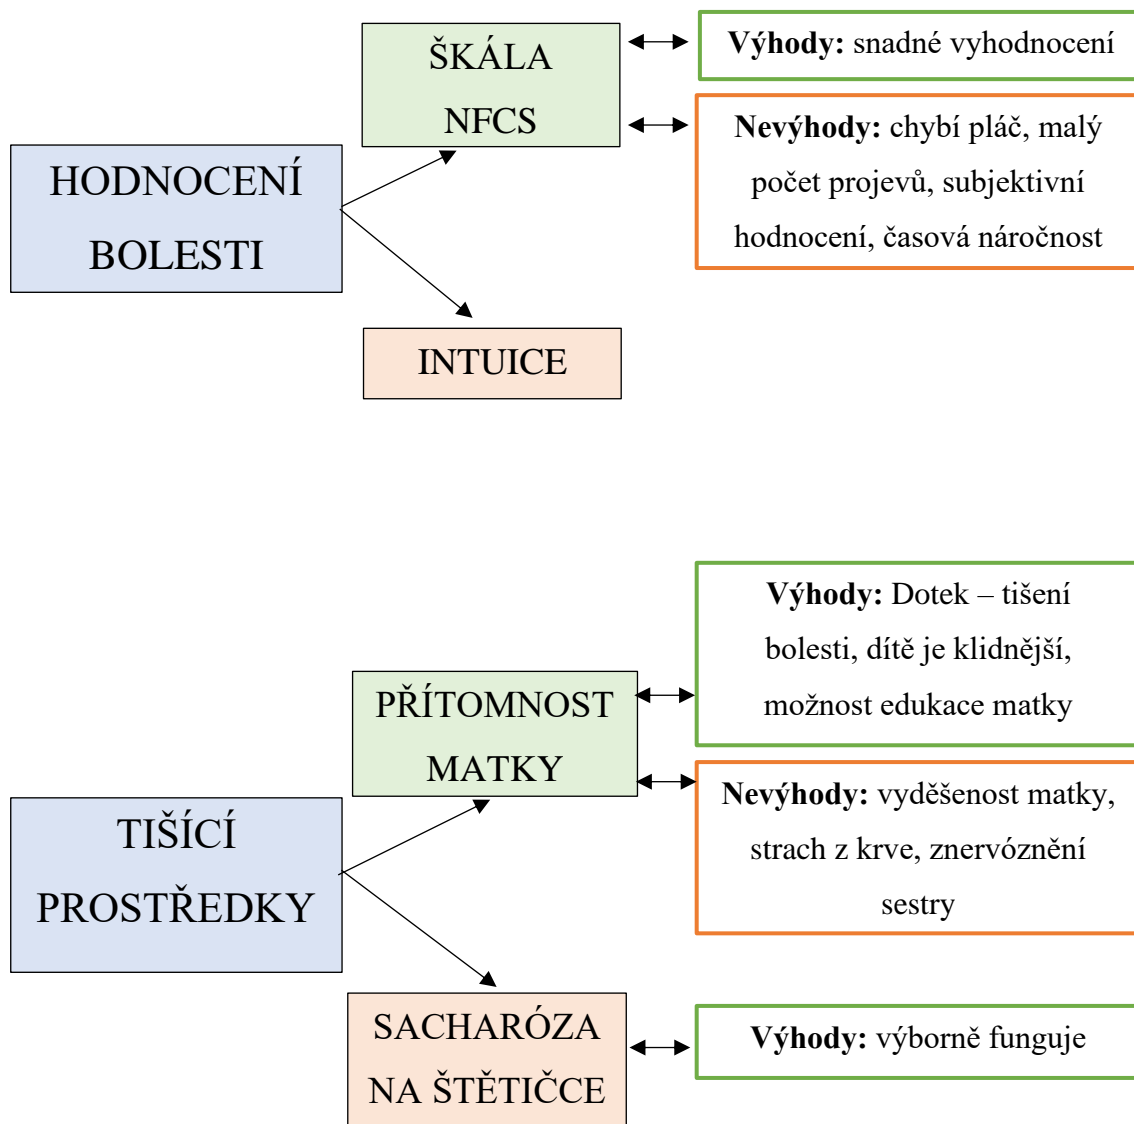 ŠKÁLA
NFCS
Výhody: snadné vyhodnocení
Nevýhody: chybí pláč, malý
počet projevů, subjektivní
hodnocení, časová náročnost
HODNOCENÍ
BOLESTI
INTUICE
Výhody: Dotek – tišení
bolesti, dítě je klidnější,
možnost edukace matky
PŘÍTOMNOST
MATKY
Nevýhody: vyděšenost matky,
strach z krve, znervóznění
sestry
TIŠÍCÍ
PROSTŘEDKY
SACHARÓZA
NA ŠTĚTIČCE
Výhody: výborně funguje